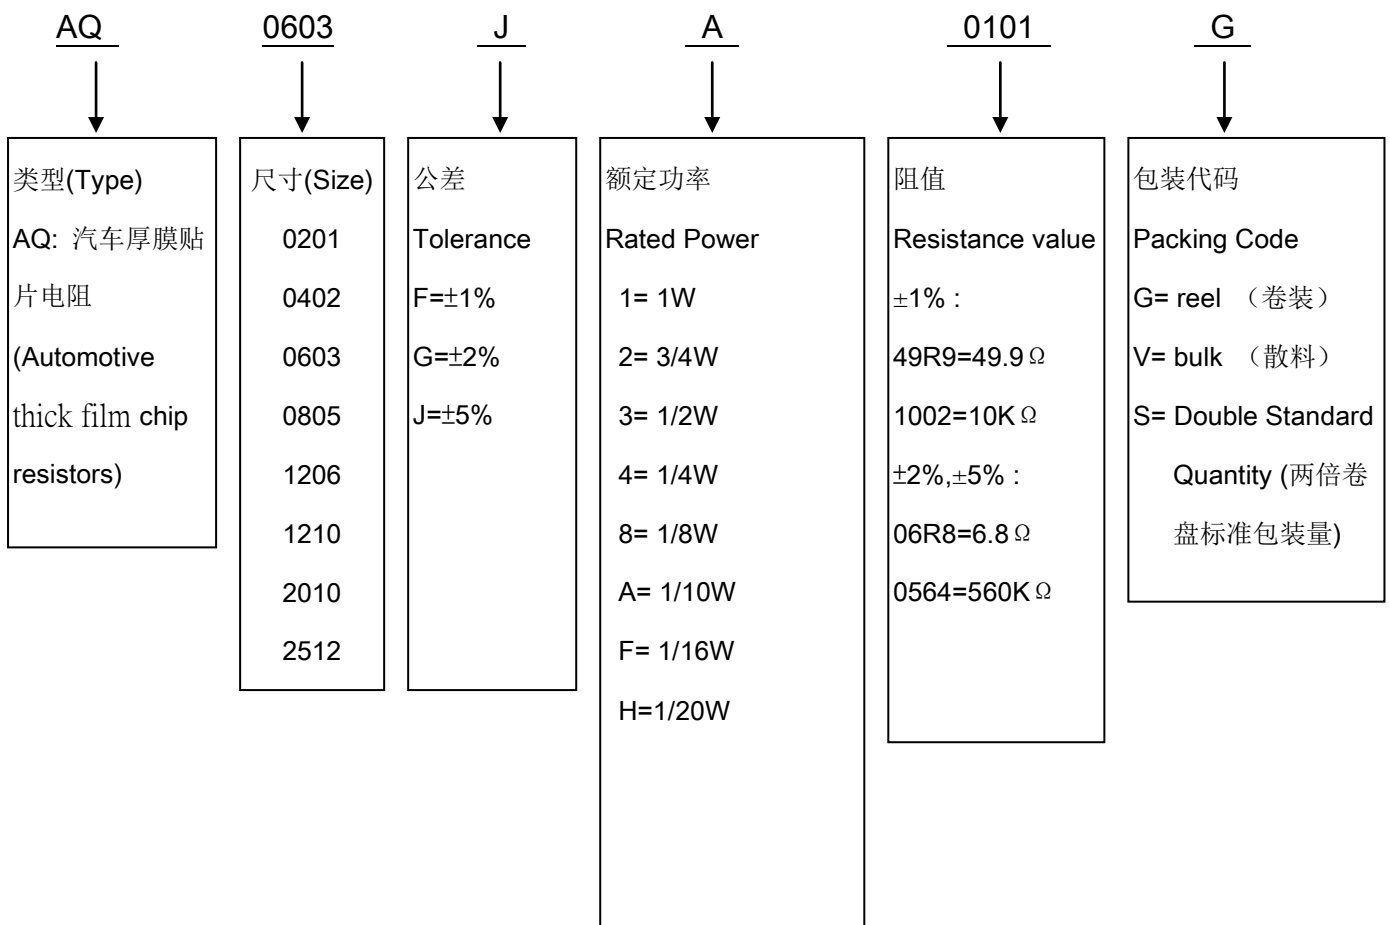 AQ 0603 J A 0101 G
类型(Type)
AQ: 汽车厚膜贴
片电阻
(Automotive
thick film chip
resistors)
尺寸(Size)
0201
0402
0603
0805
1206
1210
2010
2512
公差
Tolerance
F=±1%
G=±2%
J=±5%
额定功率
Rated Power
1= 1W
2= 3/4W
3= 1/2W
4= 1/4W
8= 1/8W
A= 1/10W
F= 1/16W
H=1/20W
阻值
Resistance value
±1% :
49R9=49.9Ω
1002=10KΩ
±2%,±5% :
06R8=6.8Ω
0564=560KΩ
包装代码
Packing Code
G= reel （卷装）
V= bulk （散料）
S= Double Standard
Quantity (两倍卷
盘标准包装量)